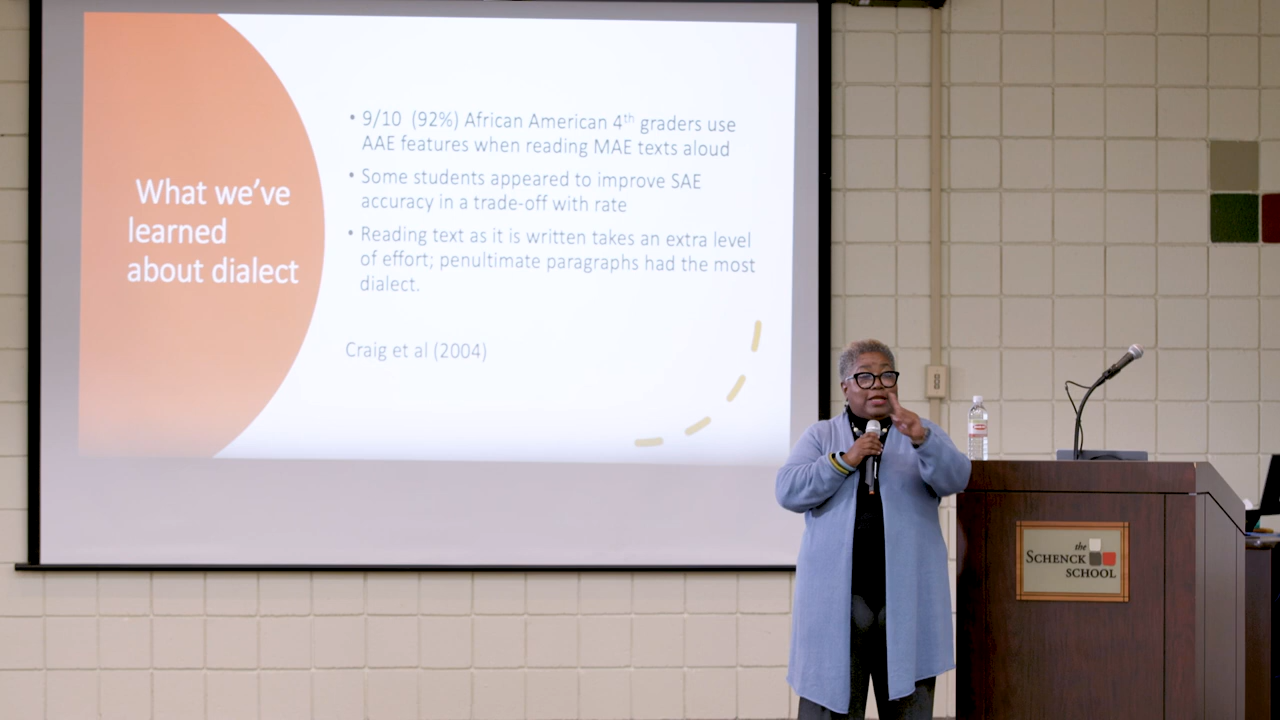 What we've
learned
about dialect
• 9/10 (92%) African American 4th graders use
AAE features when reading MAE texts aloud
• Some students appeared to improve SAE
accuracy in a trade-off with rate
• Reading text as it is written takes an extra level
of effort; penultimate paragraphs had the most
dialect.
Craig et al (2004)
the
SCHENCK
SCHOOL